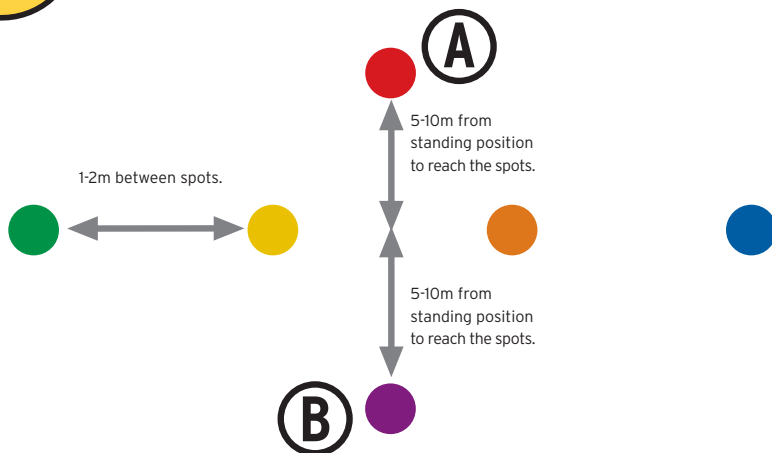 A
5-10m from
standing position
to reach the spots.
1-2m between spots.
5-10m from
standing position
to reach the spots.
B